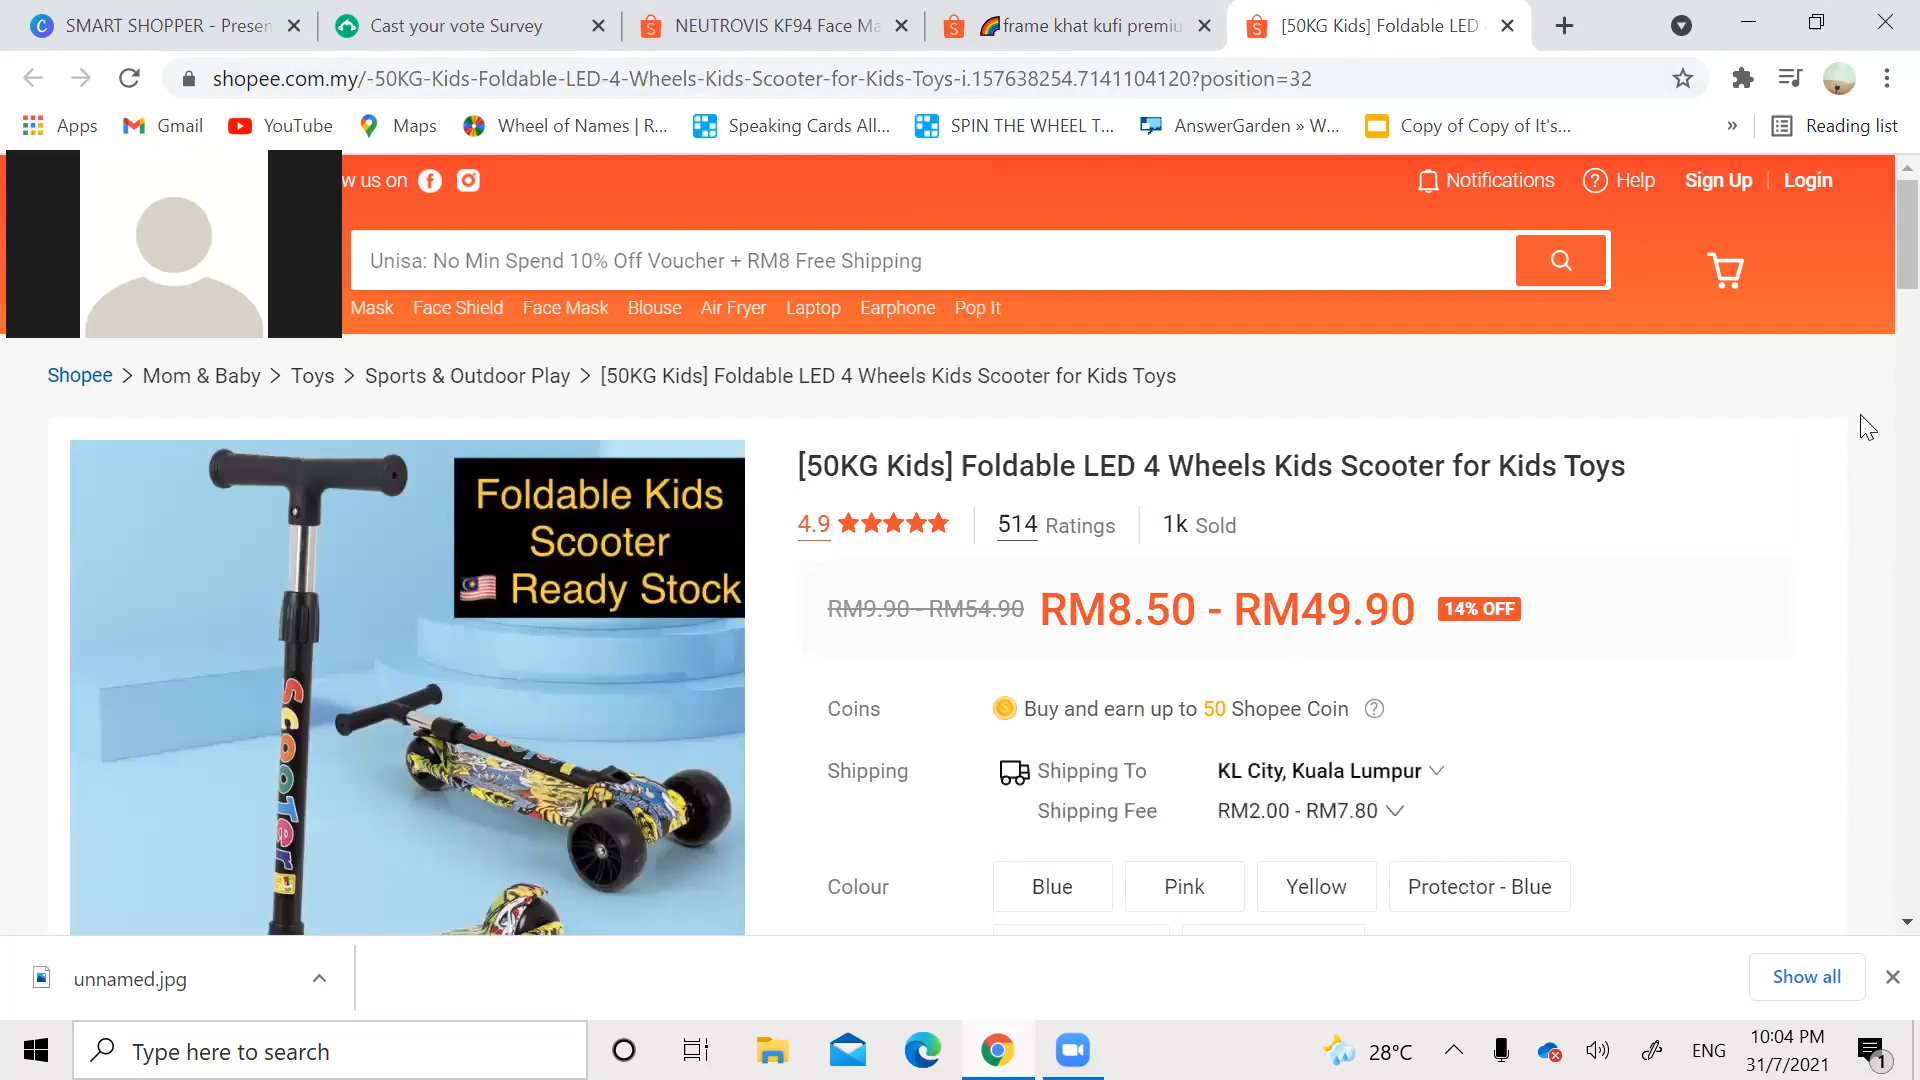 SMART SHOPPER - Presen
Cast your vote Survey
NEUTROVIS KF94 Face Ma
frame khat kufi premiu
[50KG Kids] Foldable LED
shopee.com.my/-50KG-Kids-Foldable-LED-4-Wheels-Kids-Scooter-for-Kids-Toys-i.157638254.7141104120?position=32
Apps
Gmail
YouTube
Maps
Wheel of Names | R...
Speaking Cards All...
SPIN THE WHEEL T...
AnswerGarden » W...
Copy of Copy of It's...
»
Reading list
w us on
Notifications
Help
Sign Up
Login
Unisa: No Min Spend 10% Off Voucher + RM8 Free Shipping
Mask Face Shield Face Mask Blouse Air Fryer Laptop Earphone Pop It
Shopee > Mom & Baby > Toys > Sports & Outdoor Play > [50KG Kids] Foldable LED 4 Wheels Kids Scooter for Kids Toys
Foldable Kids
Scooter
Ready Stock
SCOOTER
SCOOTER
[50KG Kids] Foldable LED 4 Wheels Kids Scooter for Kids Toys
4.9
514 Ratings
1k Sold
RM9.90 - RM54.90 RM8.50 - RM49.90 14% OFF
Coins
Buy and earn up to 50 Shopee Coin
Shipping
Shipping To KL City, Kuala Lumpur
Shipping Fee RM2.00 - RM7.80
Colour
Blue
Pink
Yellow
Protector - Blue
unnamed.jpg
Show all
Type here to search
28°C
ENG
10:04 PM
31/7/2021
1